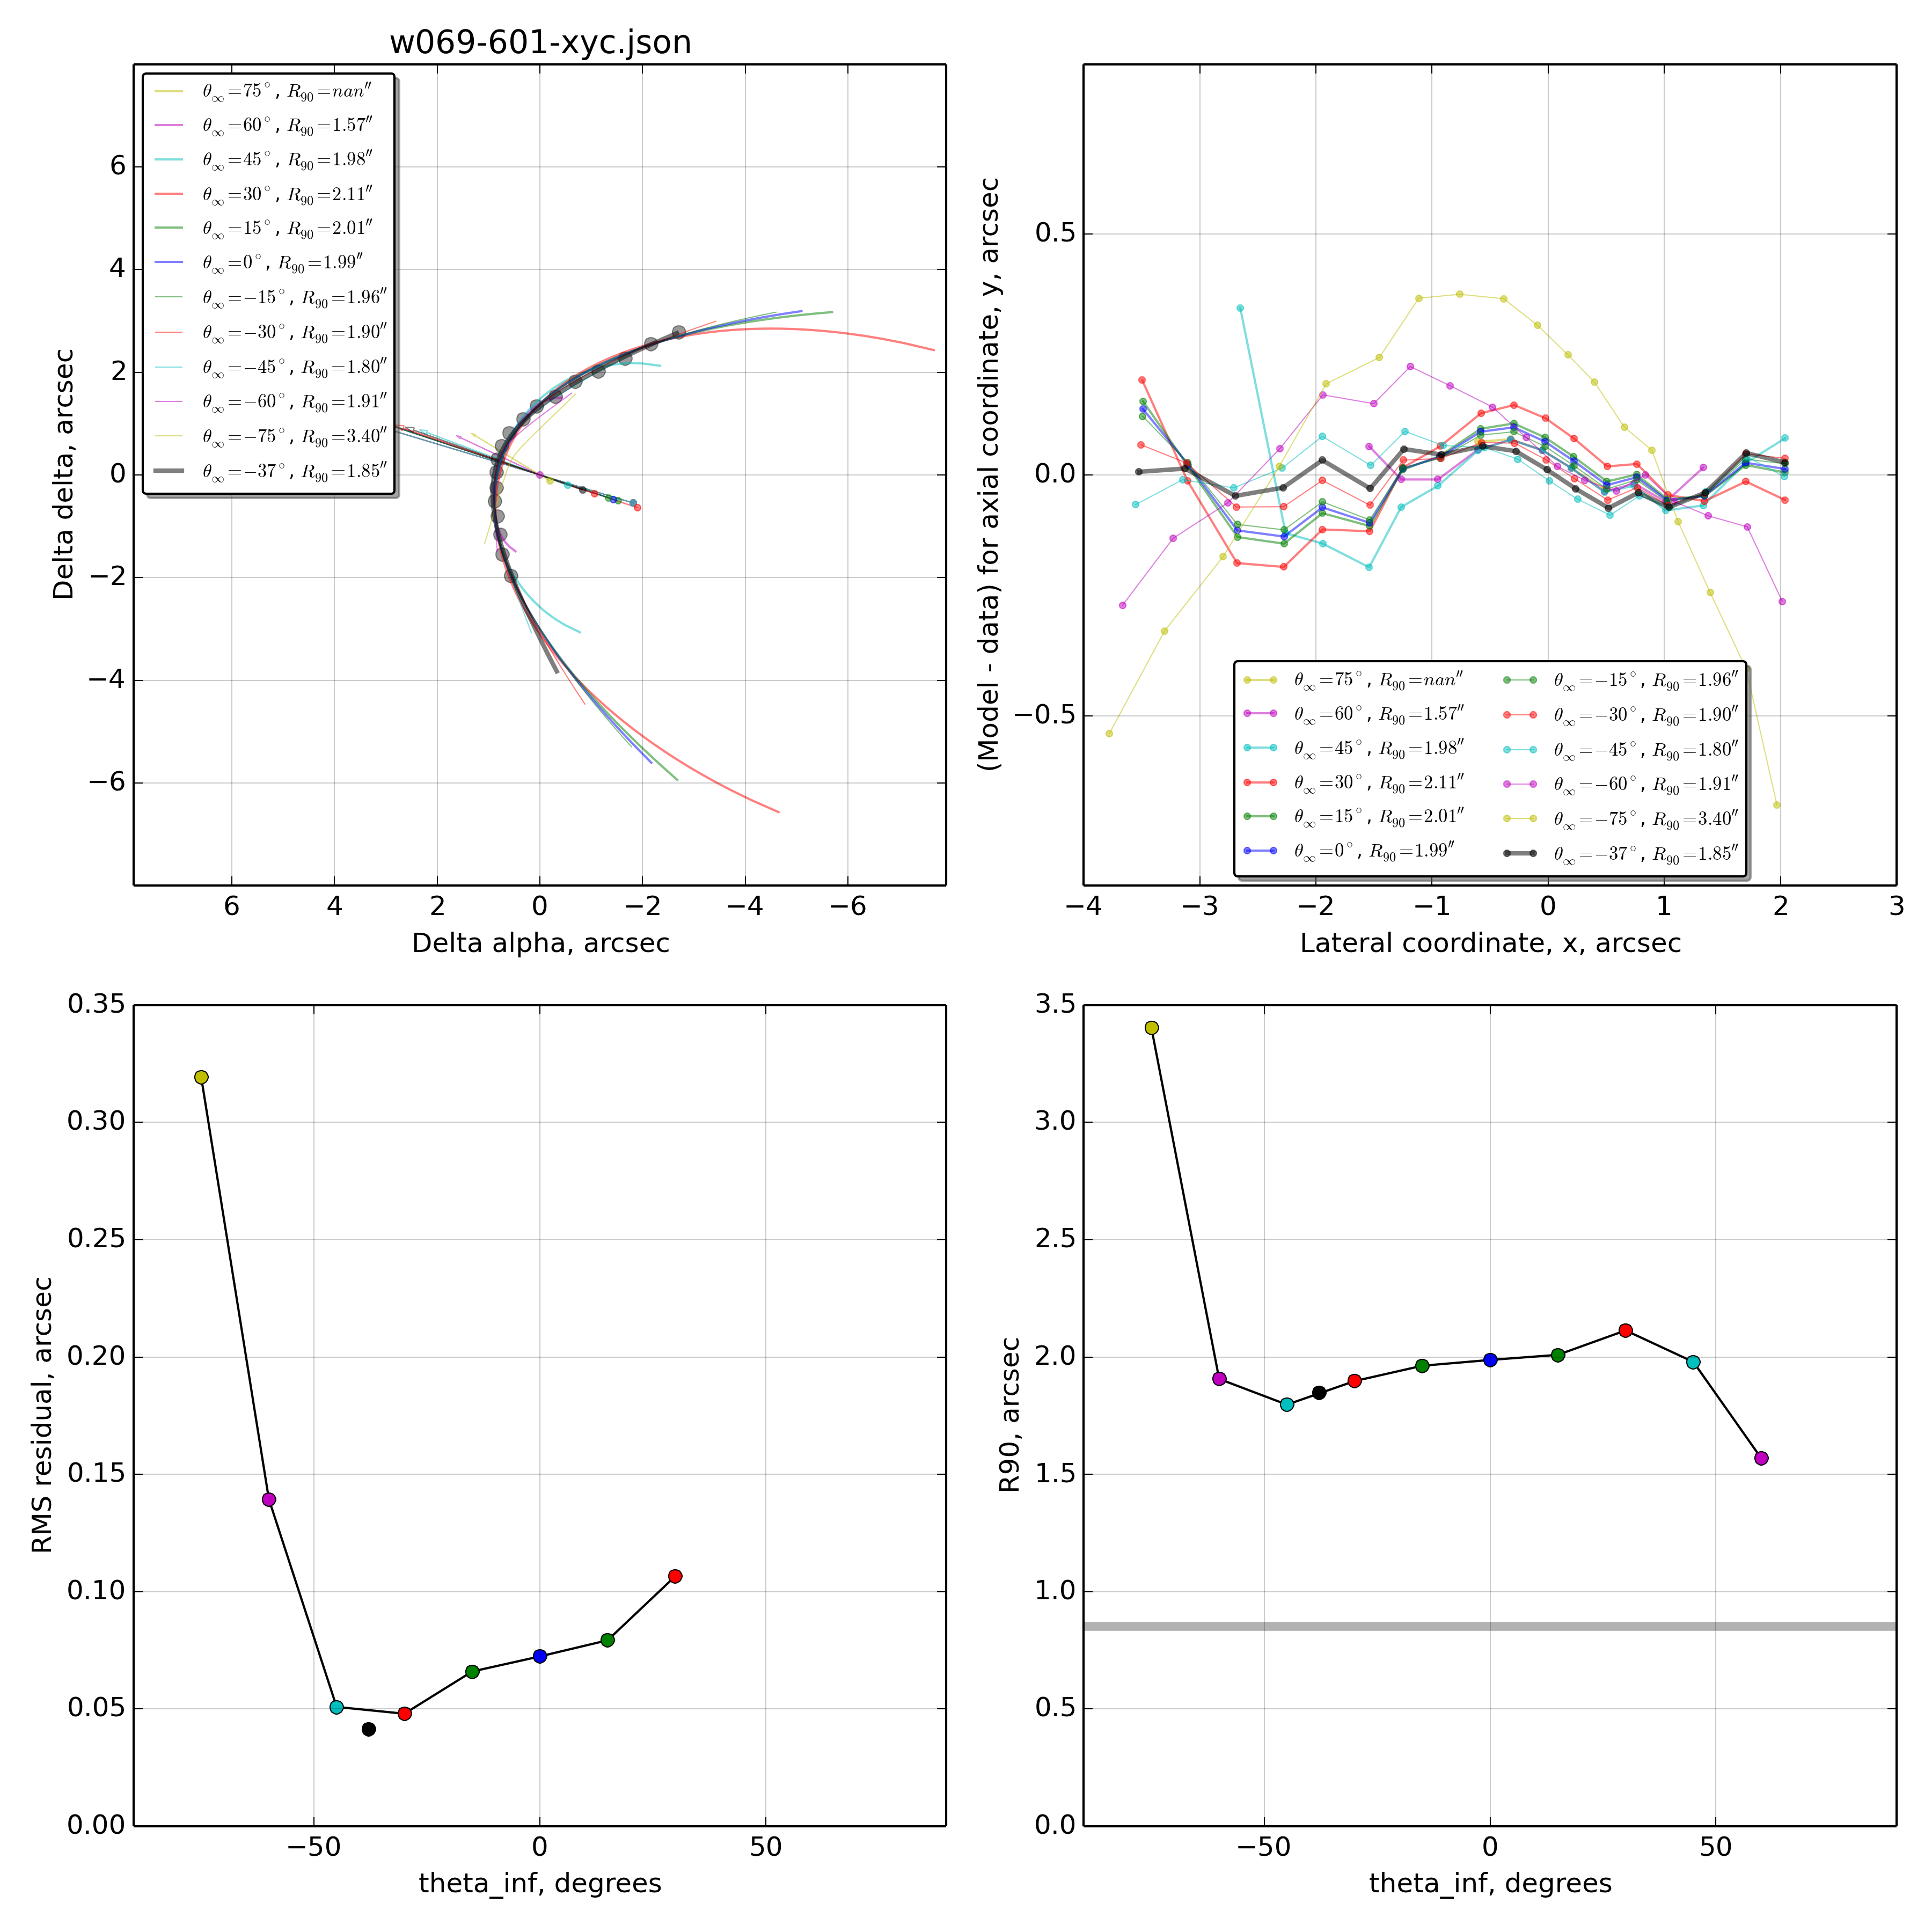 w069-601-xyc.json
θ∞=75°, R90=nan″
θ∞=60°, R90=1.57″
θ∞=45°, R90=1.98″
θ∞=30°, R90=2.11″
θ∞=15°, R90=2.01″
θ∞=0°, R90=1.99″
θ∞=−15°, R90=1.96″
θ∞=−30°, R90=1.90″
θ∞=−45°, R90=1.80″
θ∞=−60°, R90=1.91″
θ∞=−75°, R90=3.40″
θ∞=−37°, R90=1.85″
6
4
2
0
−2
−4
−6
Delta delta, arcsec
6 4 2 0 −2 −4 −6
Delta alpha, arcsec
0.5
0.0
−0.5
(Model - data) for axial coordinate, y, arcsec
θ∞=75°, R90=nan″
θ∞=60°, R90=1.57″
θ∞=45°, R90=1.98″
θ∞=30°, R90=2.11″
θ∞=15°, R90=2.01″
θ∞=0°, R90=1.99″
θ∞=−15°, R90=1.96″
θ∞=−30°, R90=1.90″
θ∞=−45°, R90=1.80″
θ∞=−60°, R90=1.91″
θ∞=−75°, R90=3.40″
θ∞=−37°, R90=1.85″
−4 −3 −2 −1 0 1 2 3
Lateral coordinate, x, arcsec
0.35
0.30
0.25
0.20
0.15
0.10
0.05
0.00
RMS residual, arcsec
−50 0 50
theta_inf, degrees
3.5
3.0
2.5
2.0
1.5
1.0
0.5
0.0
R90, arcsec
−50 0 50
theta_inf, degrees